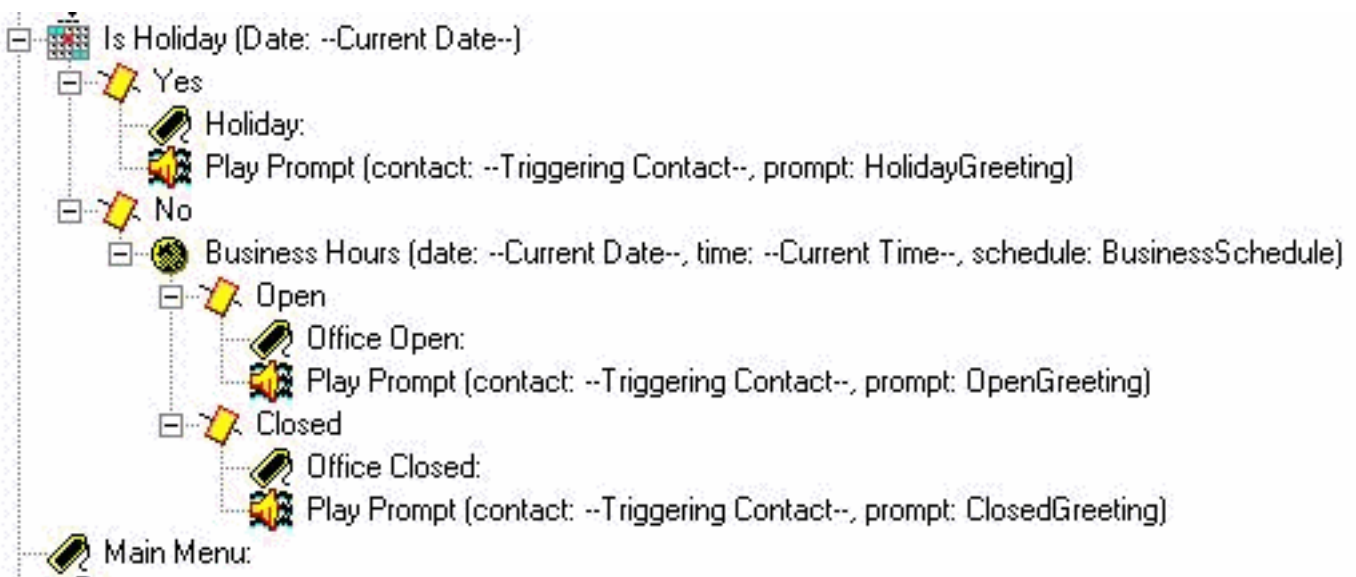 Is Holiday (Date: --Current Date--)
Yes
Holiday:
Play Prompt (contact: --Triggering Contact--, prompt: HolidayGreeting)
No
Business Hours (date: --Current Date--, time: --Current Time--, schedule: BusinessSchedule)
Open
Office Open:
Play Prompt (contact: --Triggering Contact--, prompt: OpenGreeting)
Closed
Office Closed:
Play Prompt (contact: --Triggering Contact--, prompt: ClosedGreeting)
Main Menu: